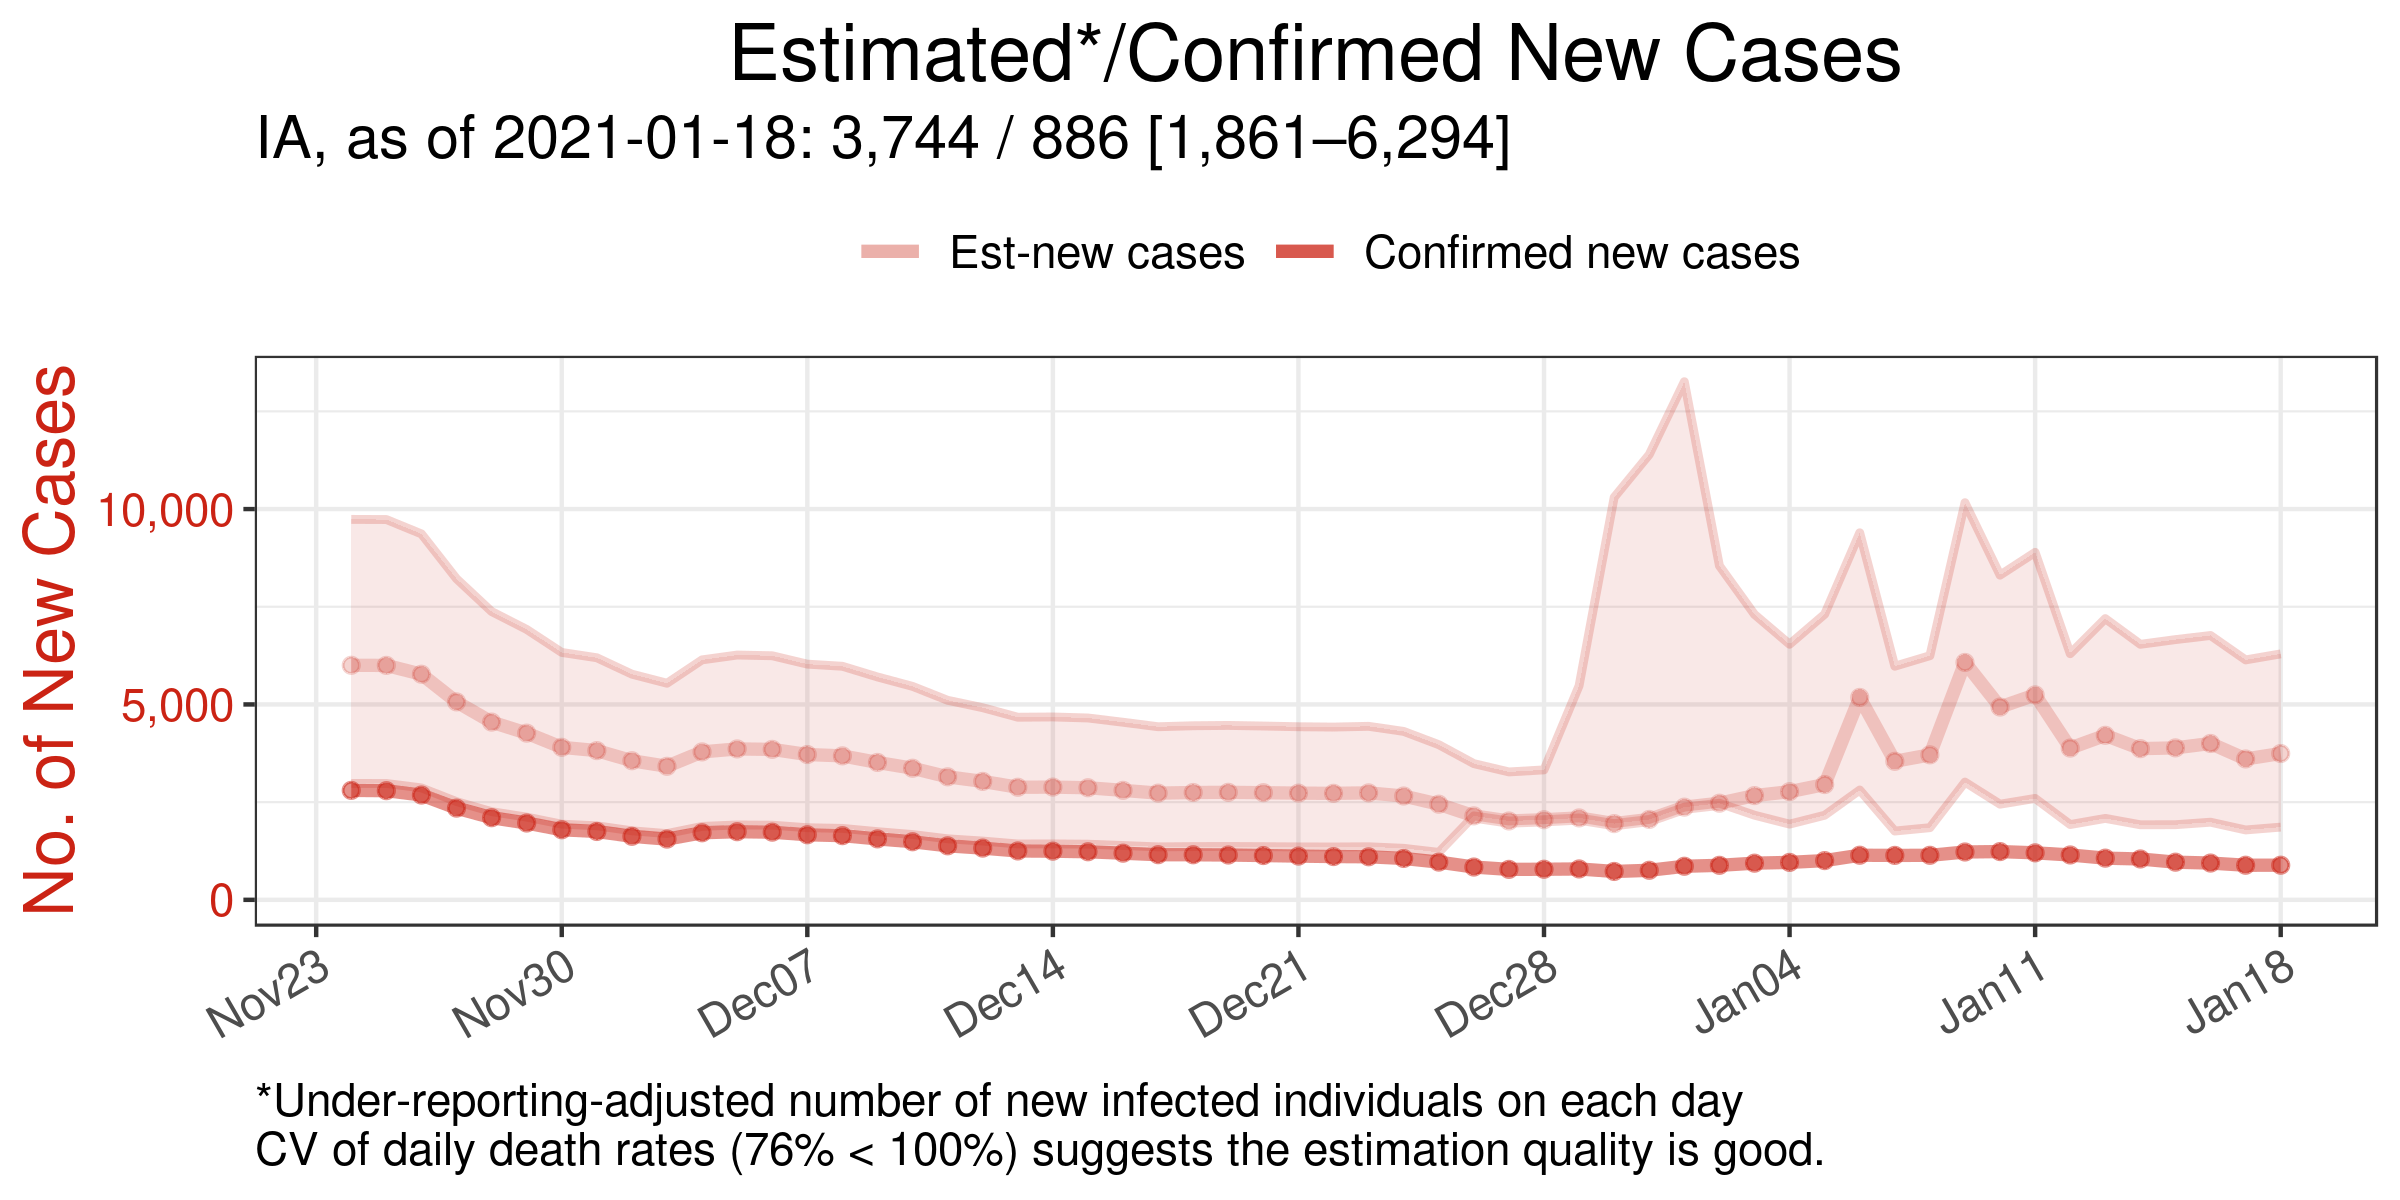 Estimated*/Confirmed New Cases
IA, as of 2021-01-18: 3,744 / 886 [1,861–6,294]
Est-new cases
Confirmed new cases
No. of New Cases
10,000
5,000
0
Nov23
Nov30
Dec07
Dec14
Dec21
Dec28
Jan04
Jan11
Jan18
*Under-reporting-adjusted number of new infected individuals on each day
CV of daily death rates (76% < 100%) suggests the estimation quality is good.